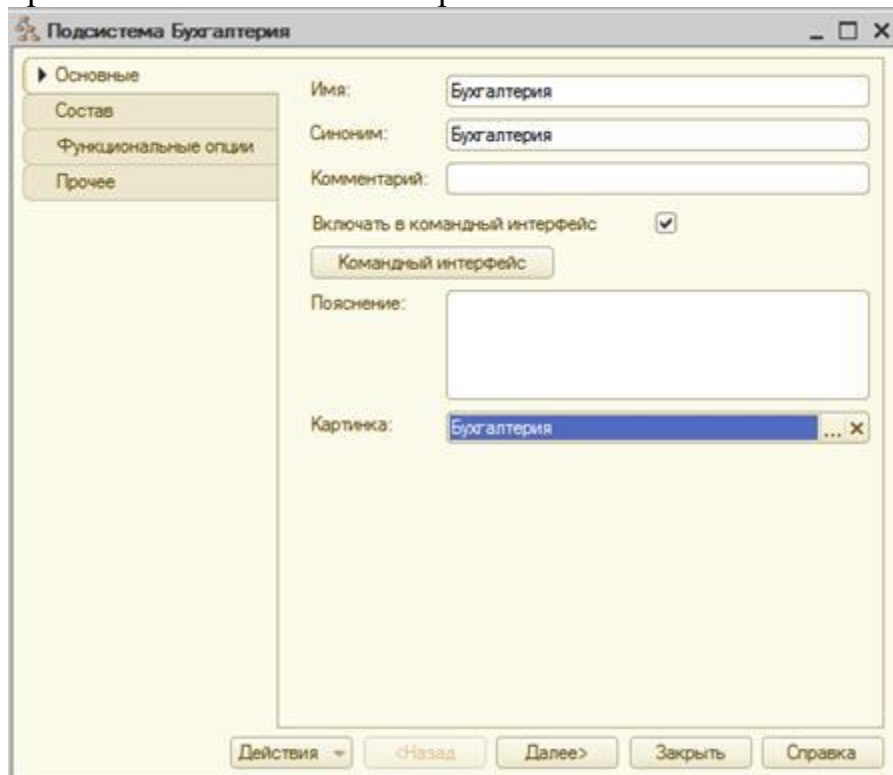 Подсистема Бухгалтерия
Основные
Состав
Функциональные опции
Прочее
Имя: Бухгалтерия
Синоним: Бухгалтерия
Комментарий:
Включать в командный интерфейс
Командный интерфейс
Пояснение:
Картинка: Бухгалтерия ...
Действия <Назад Далее> Закрыть Справка